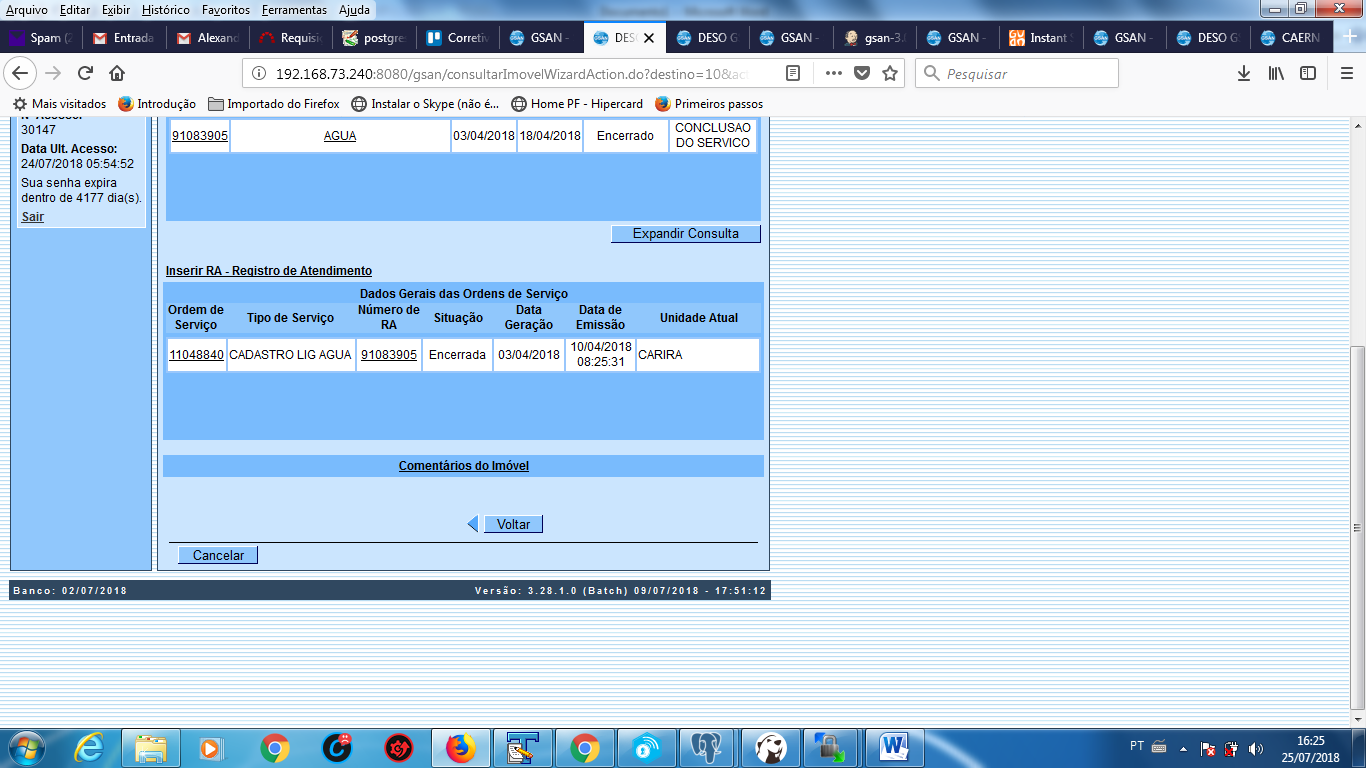 Arquivo Editar Exibir Histórico Favoritos Ferramentas Ajuda
Spam (2 Entrada Alexand Requisi postgre Corretiv GSAN - DESO GSAN - DESO G GSAN - gsan-3. GSAN - Instant S GSAN - DESO GS GSAN - CAERN
192.168.73.240:8080/gsan/consultarImovelWizardAction.do?destino=10&ac
Pesquisar
Mais visitados Introdução Importado do Firefox Instalar o Skype (não é... Home PF - Hipercard Primeiros passos
30147
Data Ult. Acesso:
24/07/2018 05:54:52
Sua senha expira
dentro de 4177 dia(s).
Sair
91083905 AGUA 03/04/2018 18/04/2018 Encerrado CONCLUSAO
DO SERVICO
Expandir Consulta
Inserir RA - Registro de Atendimento
Dados Gerais das Ordens de Serviço
Ordem de Serviço Tipo de Serviço Número de RA Situação Data Geração Data de Emissão Unidade Atual
11048840 CADASTRO LIG AGUA 91083905 Encerrada 03/04/2018 10/04/2018 08:25:31 CARIRA
Comentários do Imóvel
Voltar
Cancelar
Banco: 02/07/2018 Versão: 3.28.1.0 (Batch) 09/07/2018 - 17:51:12
PT 16:25
25/07/2018